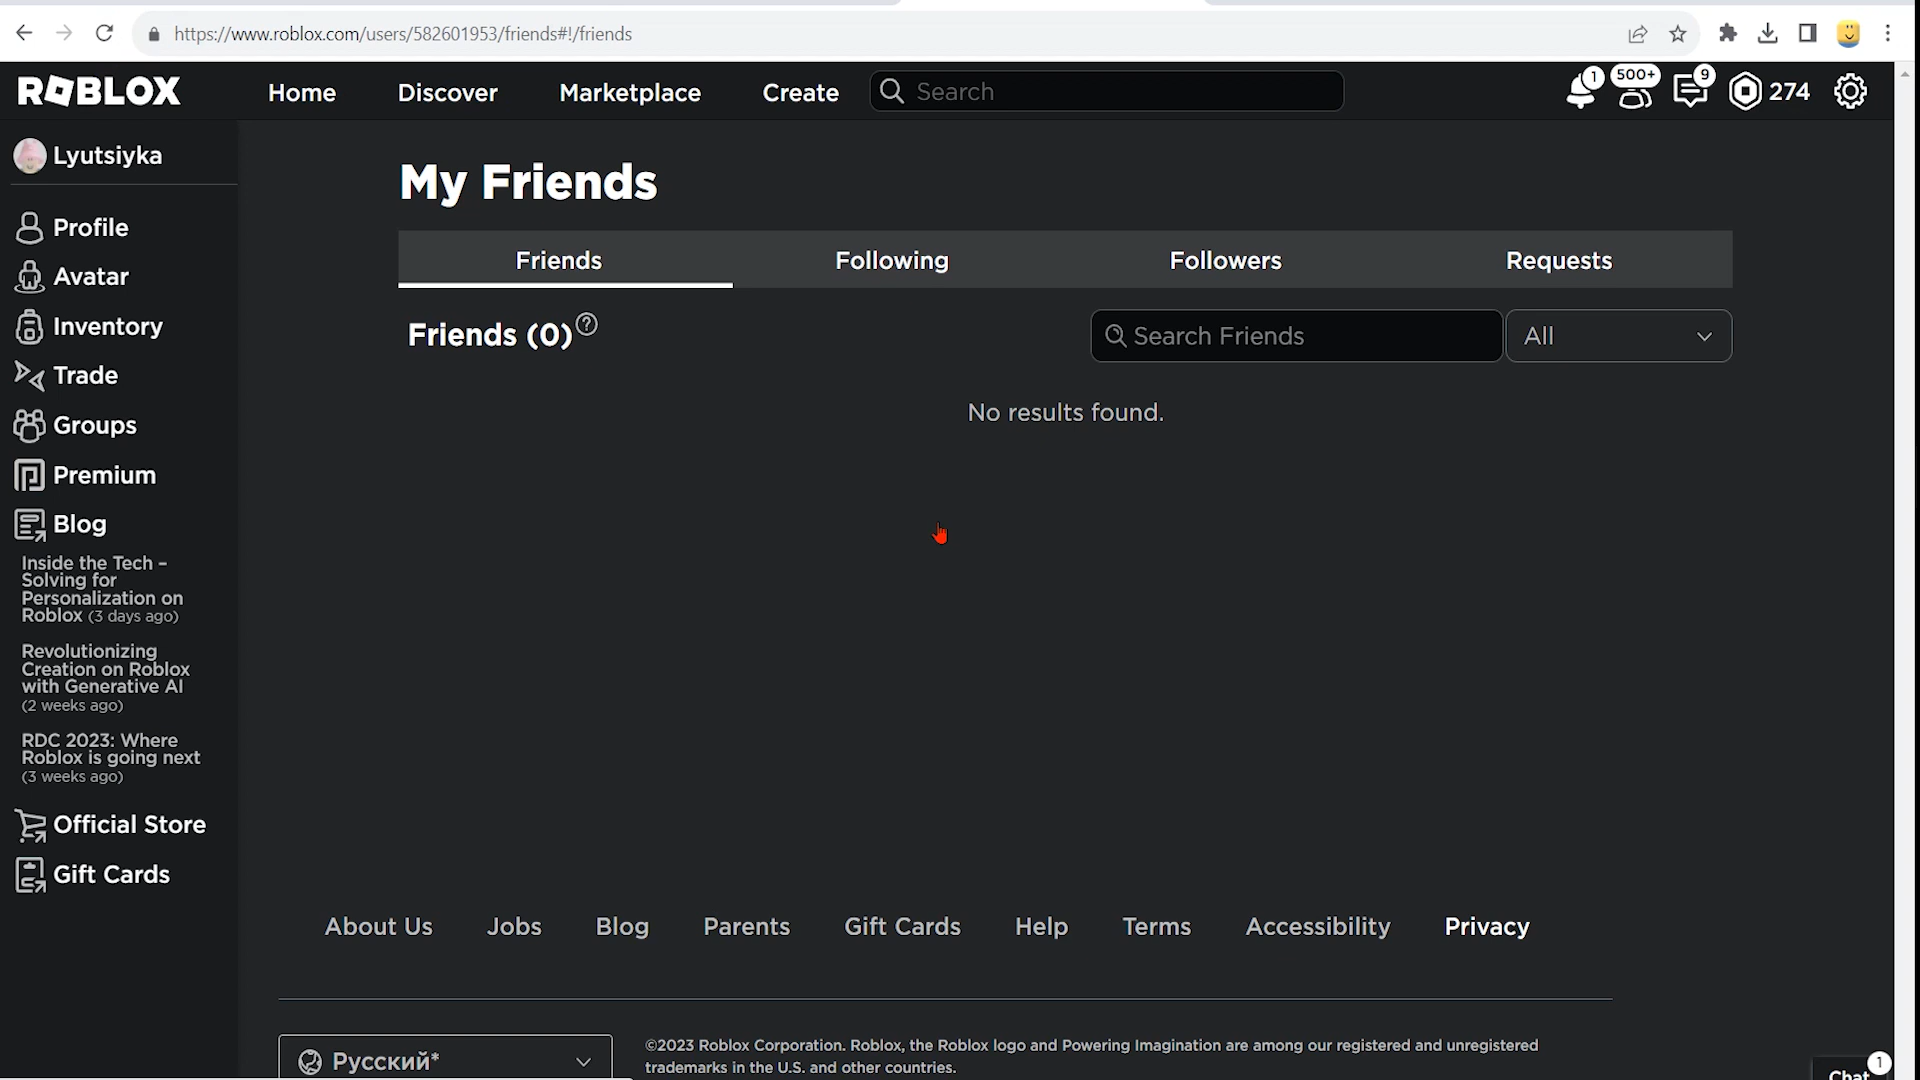 https://www.roblox.com/users/582601953/friends#!/friends
ROBLOX
Home
Discover
Marketplace
Create
Search
1
500+
9
274
Lyutsiyka
Profile
Avatar
Inventory
Trade
Groups
Premium
Blog
Inside the Tech –
Solving for
Personalization on
Roblox (3 days ago)
Revolutionizing
Creation on Roblox
with Generative AI
(2 weeks ago)
RDC 2023: Where
Roblox is going next
(3 weeks ago)
Official Store
Gift Cards
My Friends
Friends
Following
Followers
Requests
Friends (0)
?
Search Friends
All
No results found.
About Us
Jobs
Blog
Parents
Gift Cards
Help
Terms
Accessibility
Privacy
Русский*
©2023 Roblox Corporation. Roblox, the Roblox logo and Powering Imagination are among our registered and unregistered
trademarks in the U.S. and other countries.
Chat
1